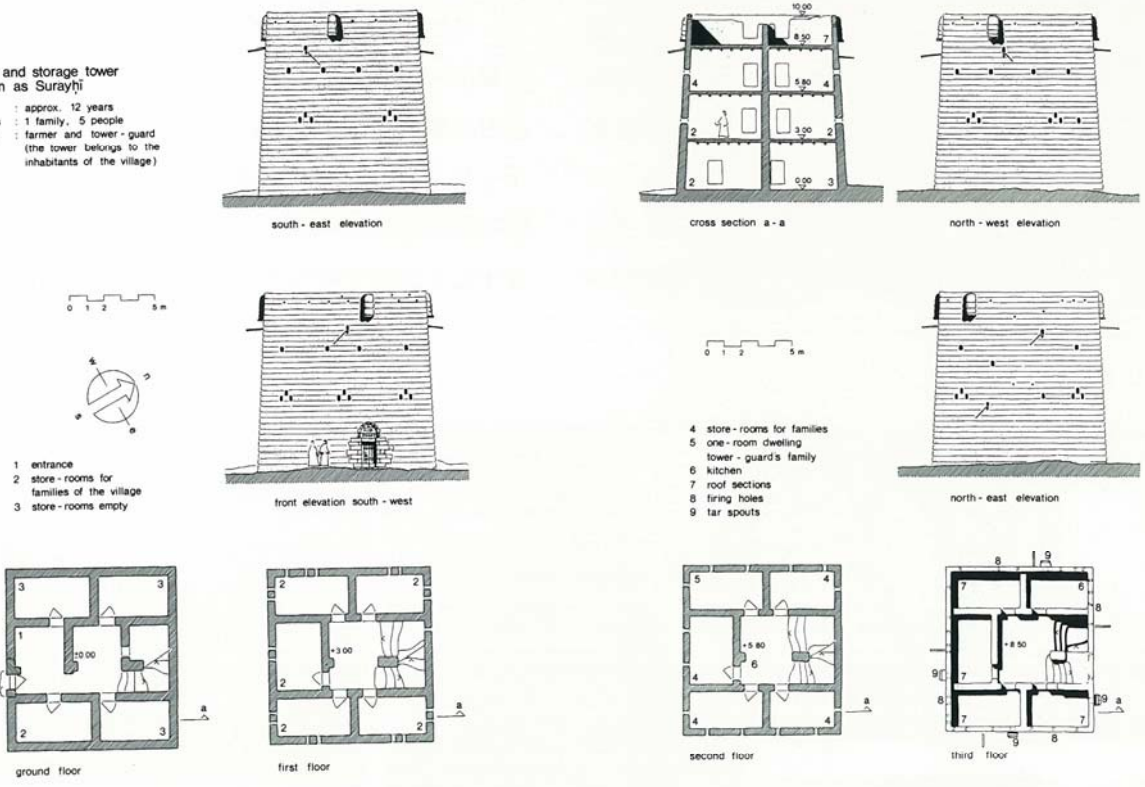 and storage tower
as Surayḥī
: approx. 12 years
: 1 family, 5 people
: farmer and tower - guard
(the tower belongs to the
inhabitants of the village)
south - east elevation
10 00
8 50
5 80
3 00
0 00
7
4
4
2
2
2
3
cross section a - a
north - west elevation
0 1 2 5 m
n
s
e
1 entrance
2 store - rooms for
families of the village
3 store - rooms empty
front elevation south - west
0 1 2 5 m
4 store - rooms for families
5 one - room dwelling
tower - guard's family
6 kitchen
7 roof sections
8 firing holes
9 tar spouts
north - east elevation
3
3
1
±0 00
2
3
a
ground floor
2
2
+3 00
2
2
2
a
first floor
5
4
+5 80
6
4
4
4
a
second floor
8
9
7
6
8
+8 50
9
7
8
9
7
7
a
9
8
third floor